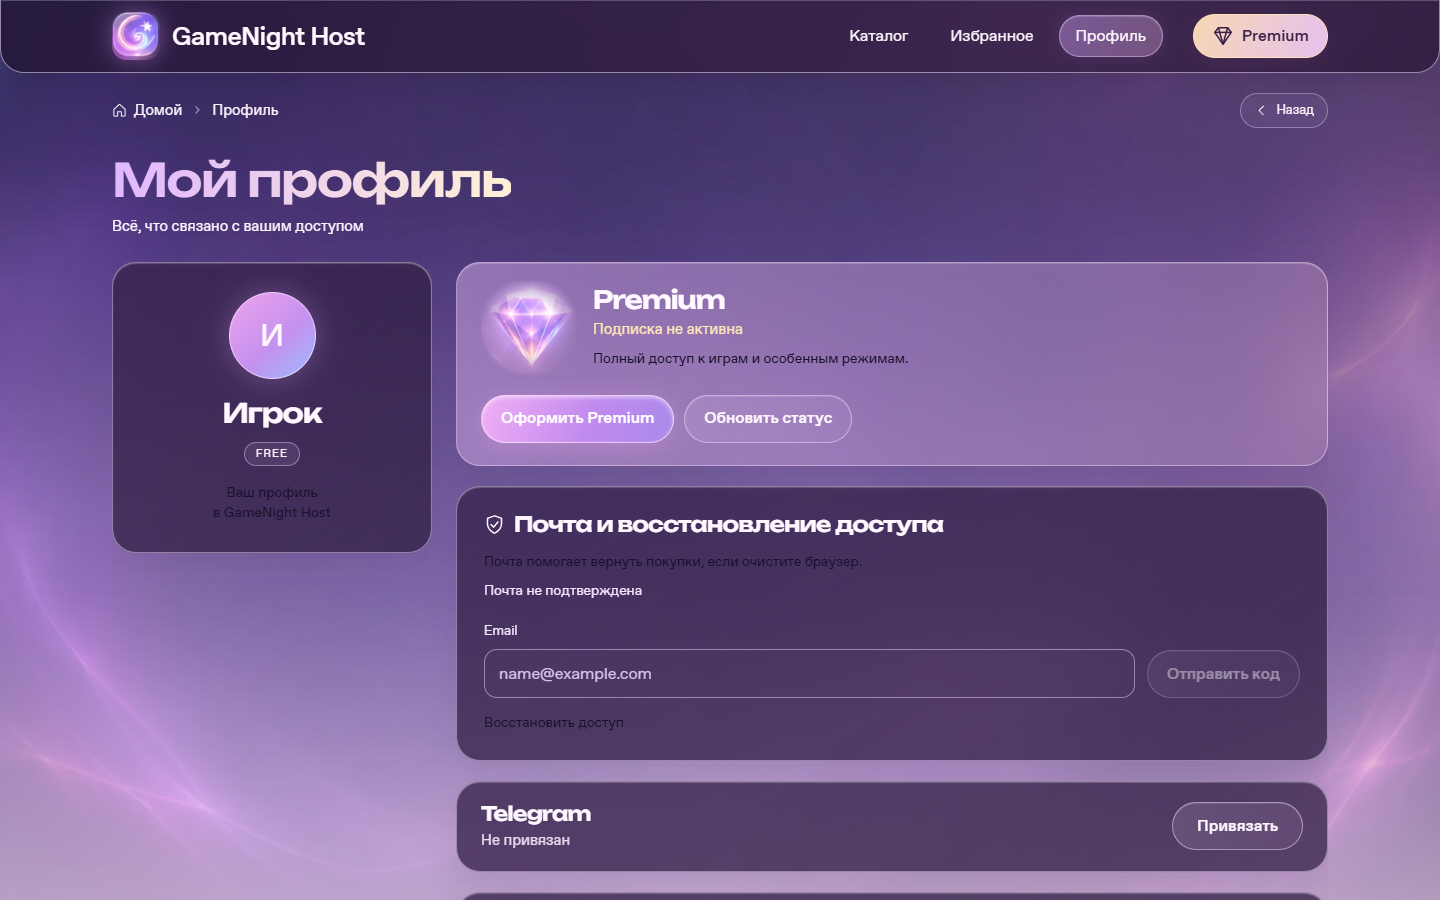 GameNight Host
Каталог
Избранное
Профиль
Premium
Домой
Профиль
Назад
Мой профиль
Всё, что связано с вашим доступом
И
Игрок
FREE
Ваш профиль
в GameNight Host
Premium
Подписка не активна
Полный доступ к играм и особенным режимам.
Оформить Premium
Обновить статус
Почта и восстановление доступа
Почта помогает вернуть покупки, если очистите браузер.
Почта не подтверждена
Email
name@example.com
Отправить код
Восстановить доступ
Telegram
Не привязан
Привязать